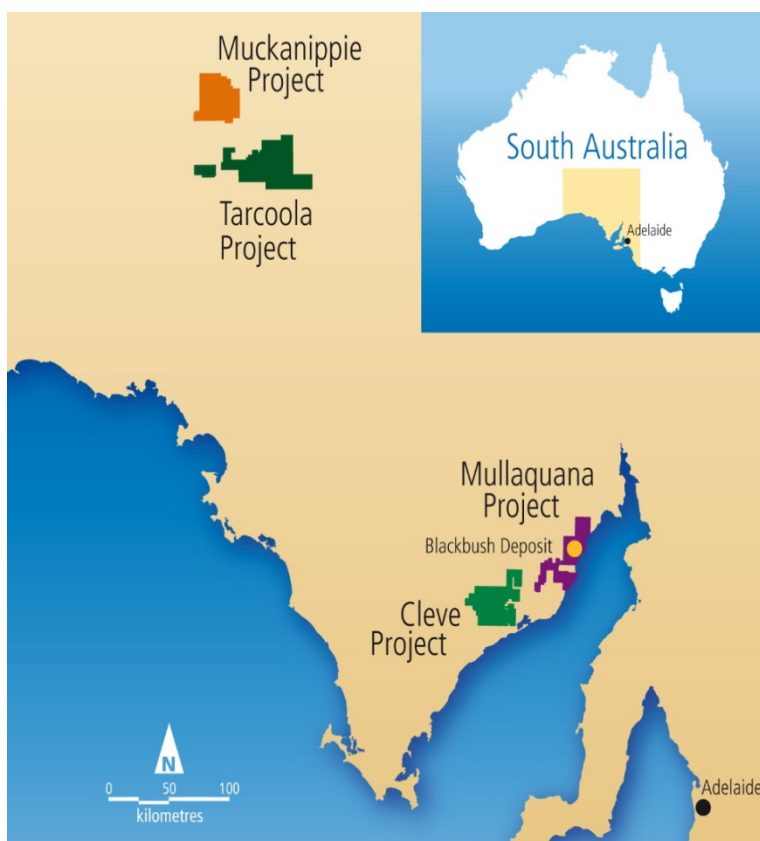 Muckanippie
Project
Tarcoola
Project
South Australia
Adelaide
Mullaquana
Project
Blackbush Deposit
Cleve
Project
N
0 50 100
kilometres
Adelaide